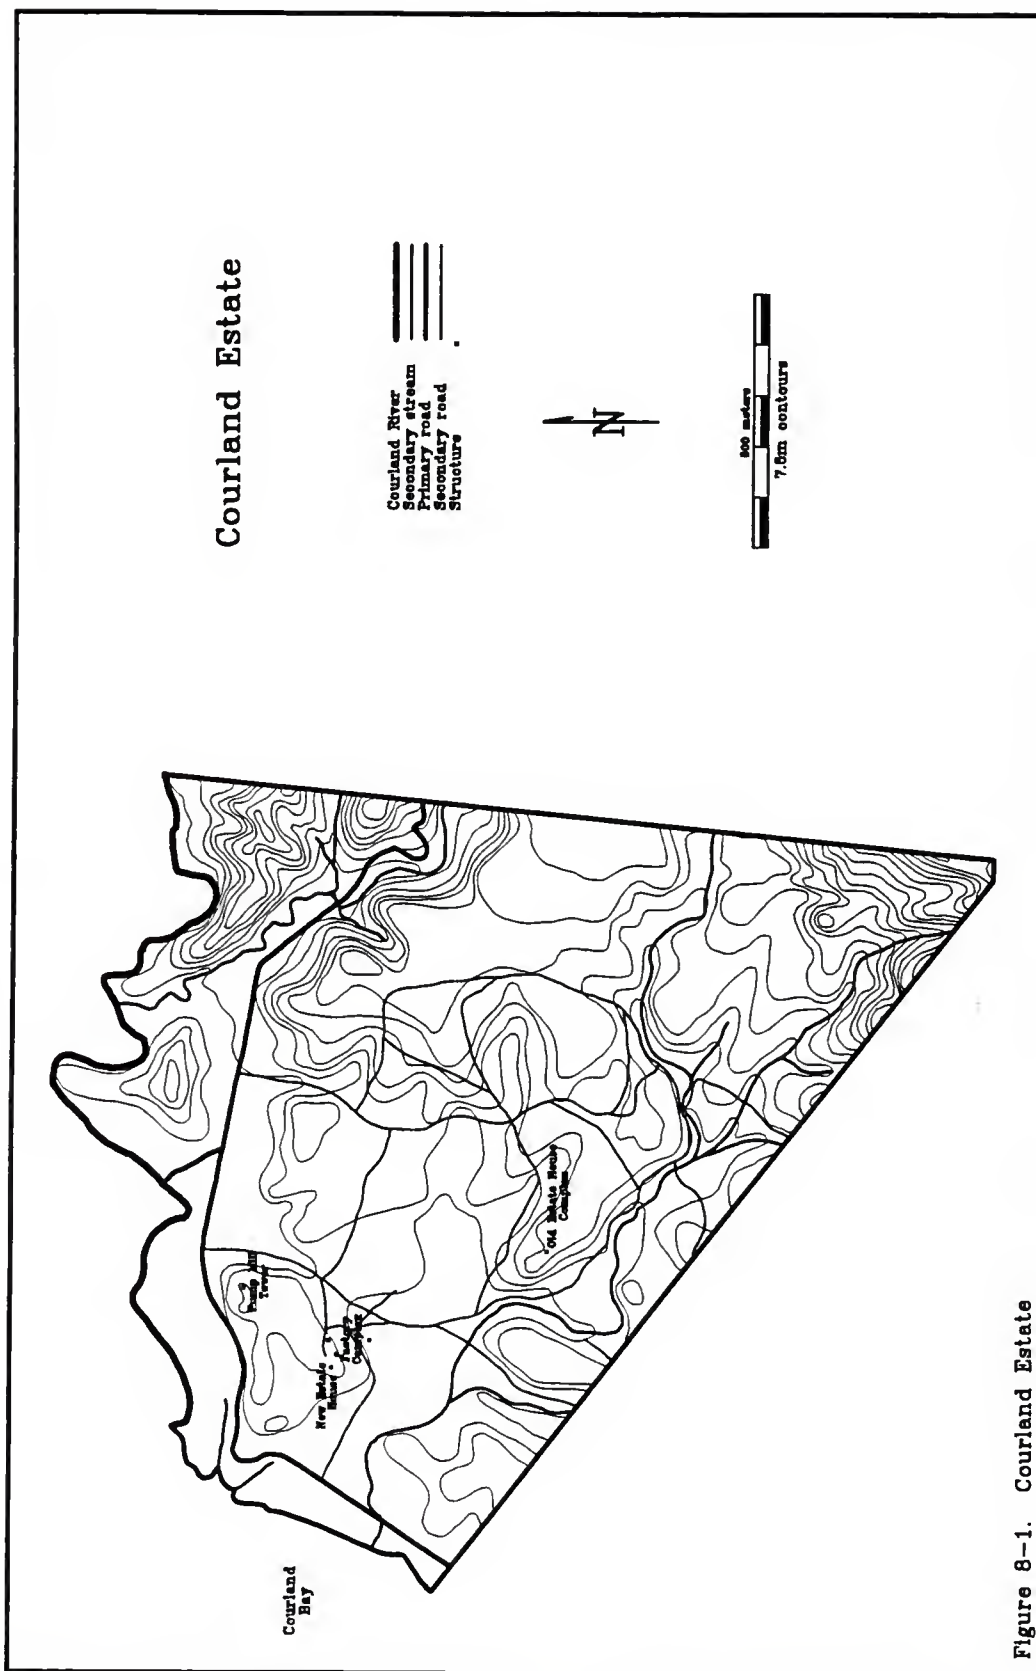 Courland Estate
Courland River
Secondary stream
Primary road
Secondary road
Structure
N
500 meters
7.5m contours
Tower
New Estate
House
Factory
Complex
Old Estate House
Complex
Courland
Bay
Figure 8-1. Courland Estate